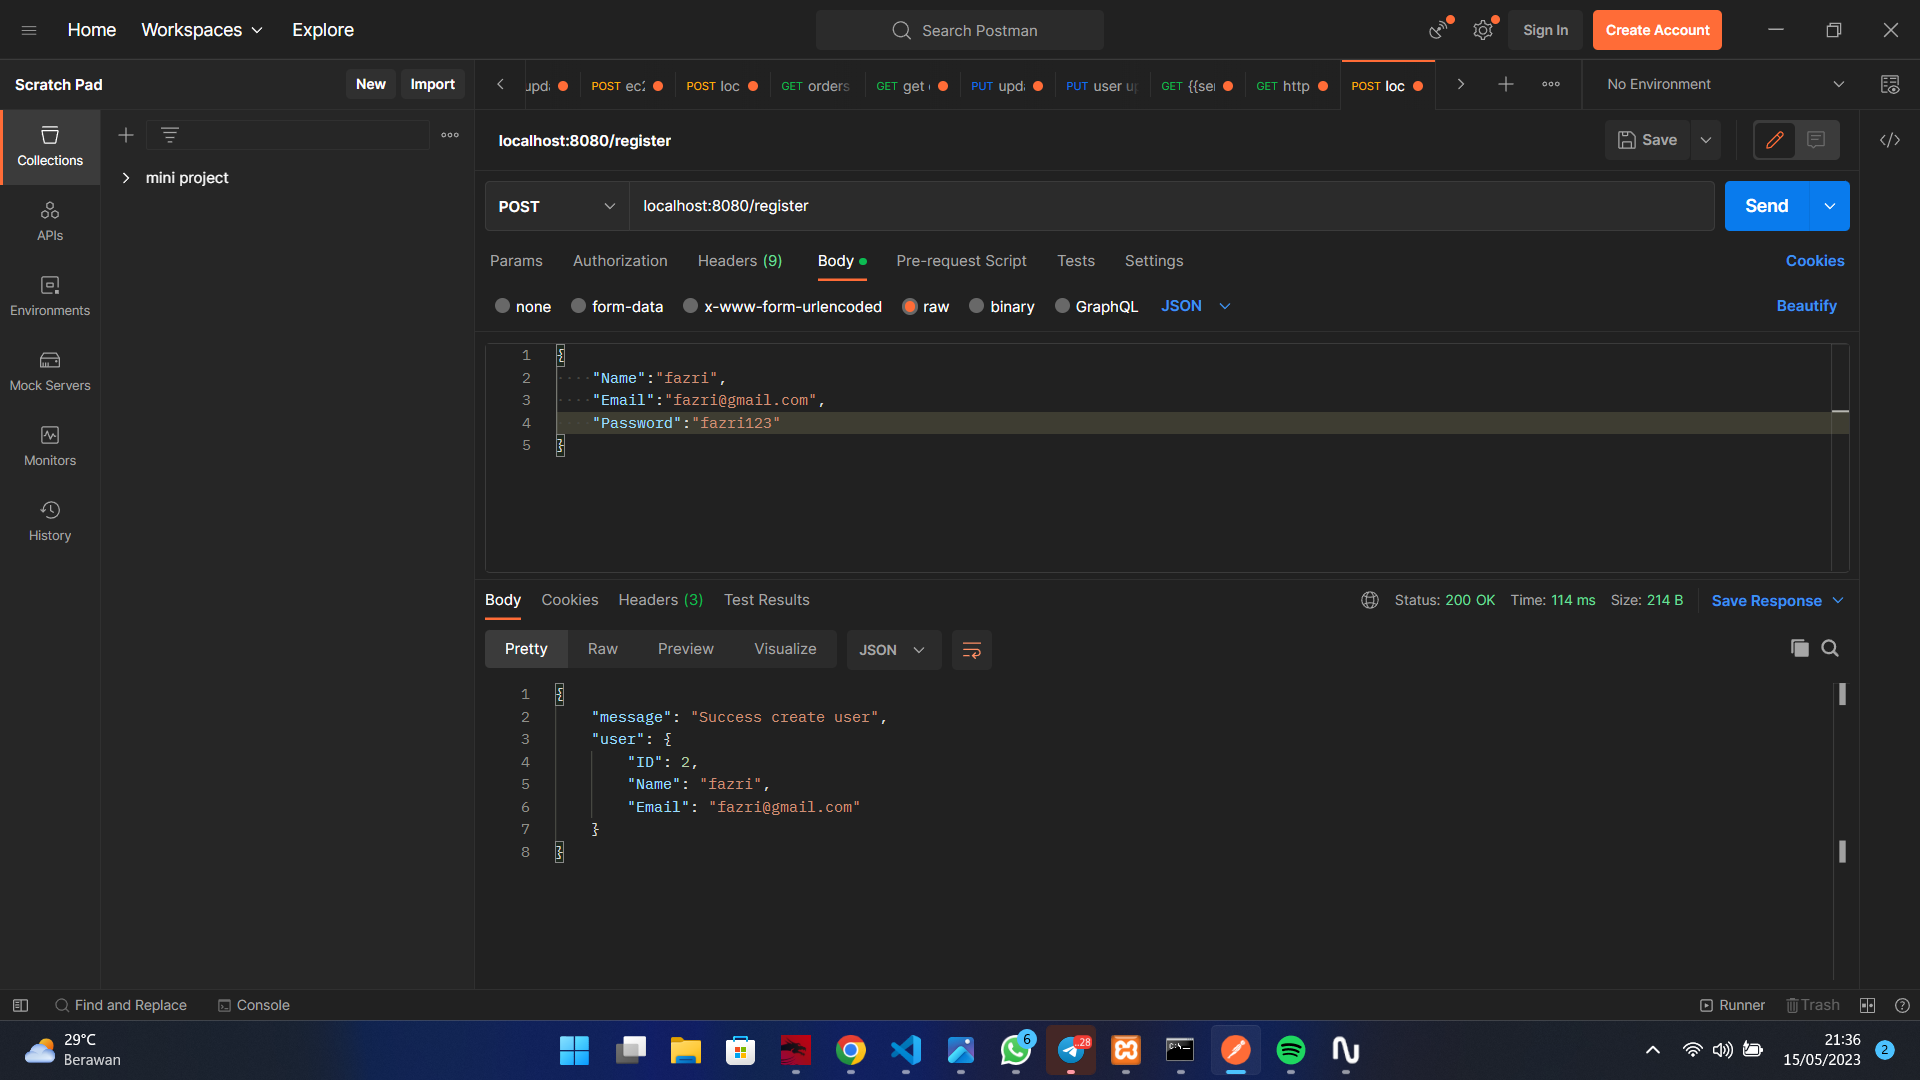 Home Workspaces Explore Search Postman Sign In Create Account
Scratch Pad New Import
upda POST POST loc GET orders GET get PUT upda PUT user up GET {{ser GET http POST loc No Environment
Collections
mini project
APIs
Environments
Mock Servers
Monitors
History
localhost:8080/register Save
POST localhost:8080/register Send
Params Authorization Headers (9) Body Pre-request Script Tests Settings Cookies
none form-data x-www-form-urlencoded raw binary GraphQL JSON Beautify
1 {
2 "Name":"fazri",
3 "Email":"fazri@gmail.com",
4 "Password":"fazri123"
5 }
Body Cookies Headers (3) Test Results Status: 200 OK Time: 114 ms Size: 214 B Save Response
Pretty Raw Preview Visualize JSON
1 {
2 "message": "Success create user",
3 "user": {
4 "ID": 2,
5 "Name": "fazri",
6 "Email": "fazri@gmail.com"
7 }
8 }
Find and Replace Console Runner Trash
29°C
Berawan
6
28
21:36
15/05/2023
2